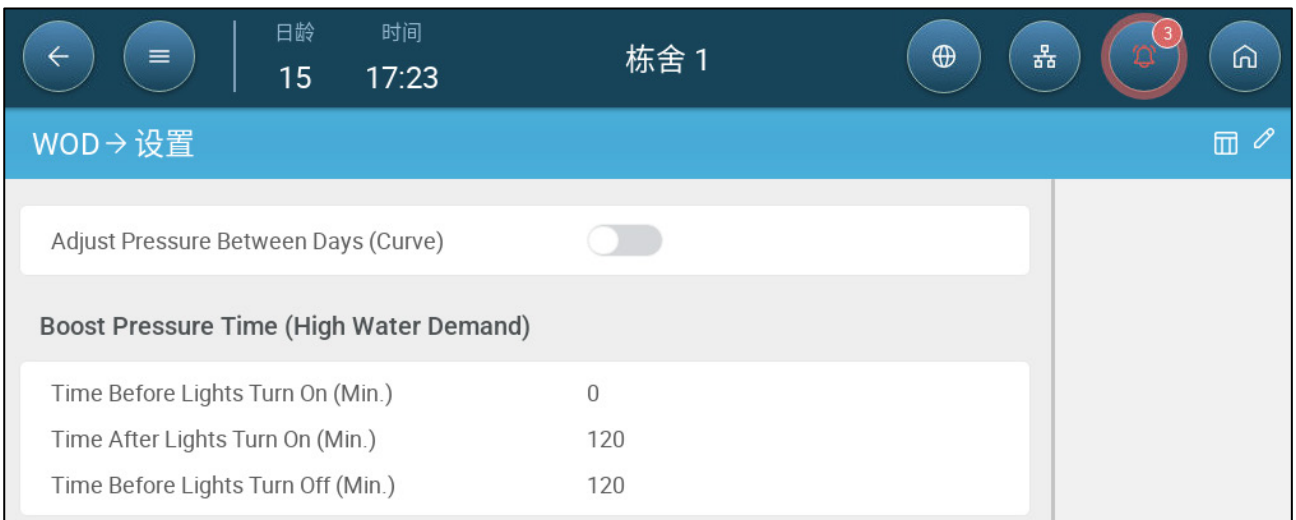 日龄 时间 3
15 17:23 栋舍 1
WOD→设置
Adjust Pressure Between Days (Curve)
Boost Pressure Time (High Water Demand)
Time Before Lights Turn On (Min.) 0
Time After Lights Turn On (Min.) 120
Time Before Lights Turn Off (Min.) 120